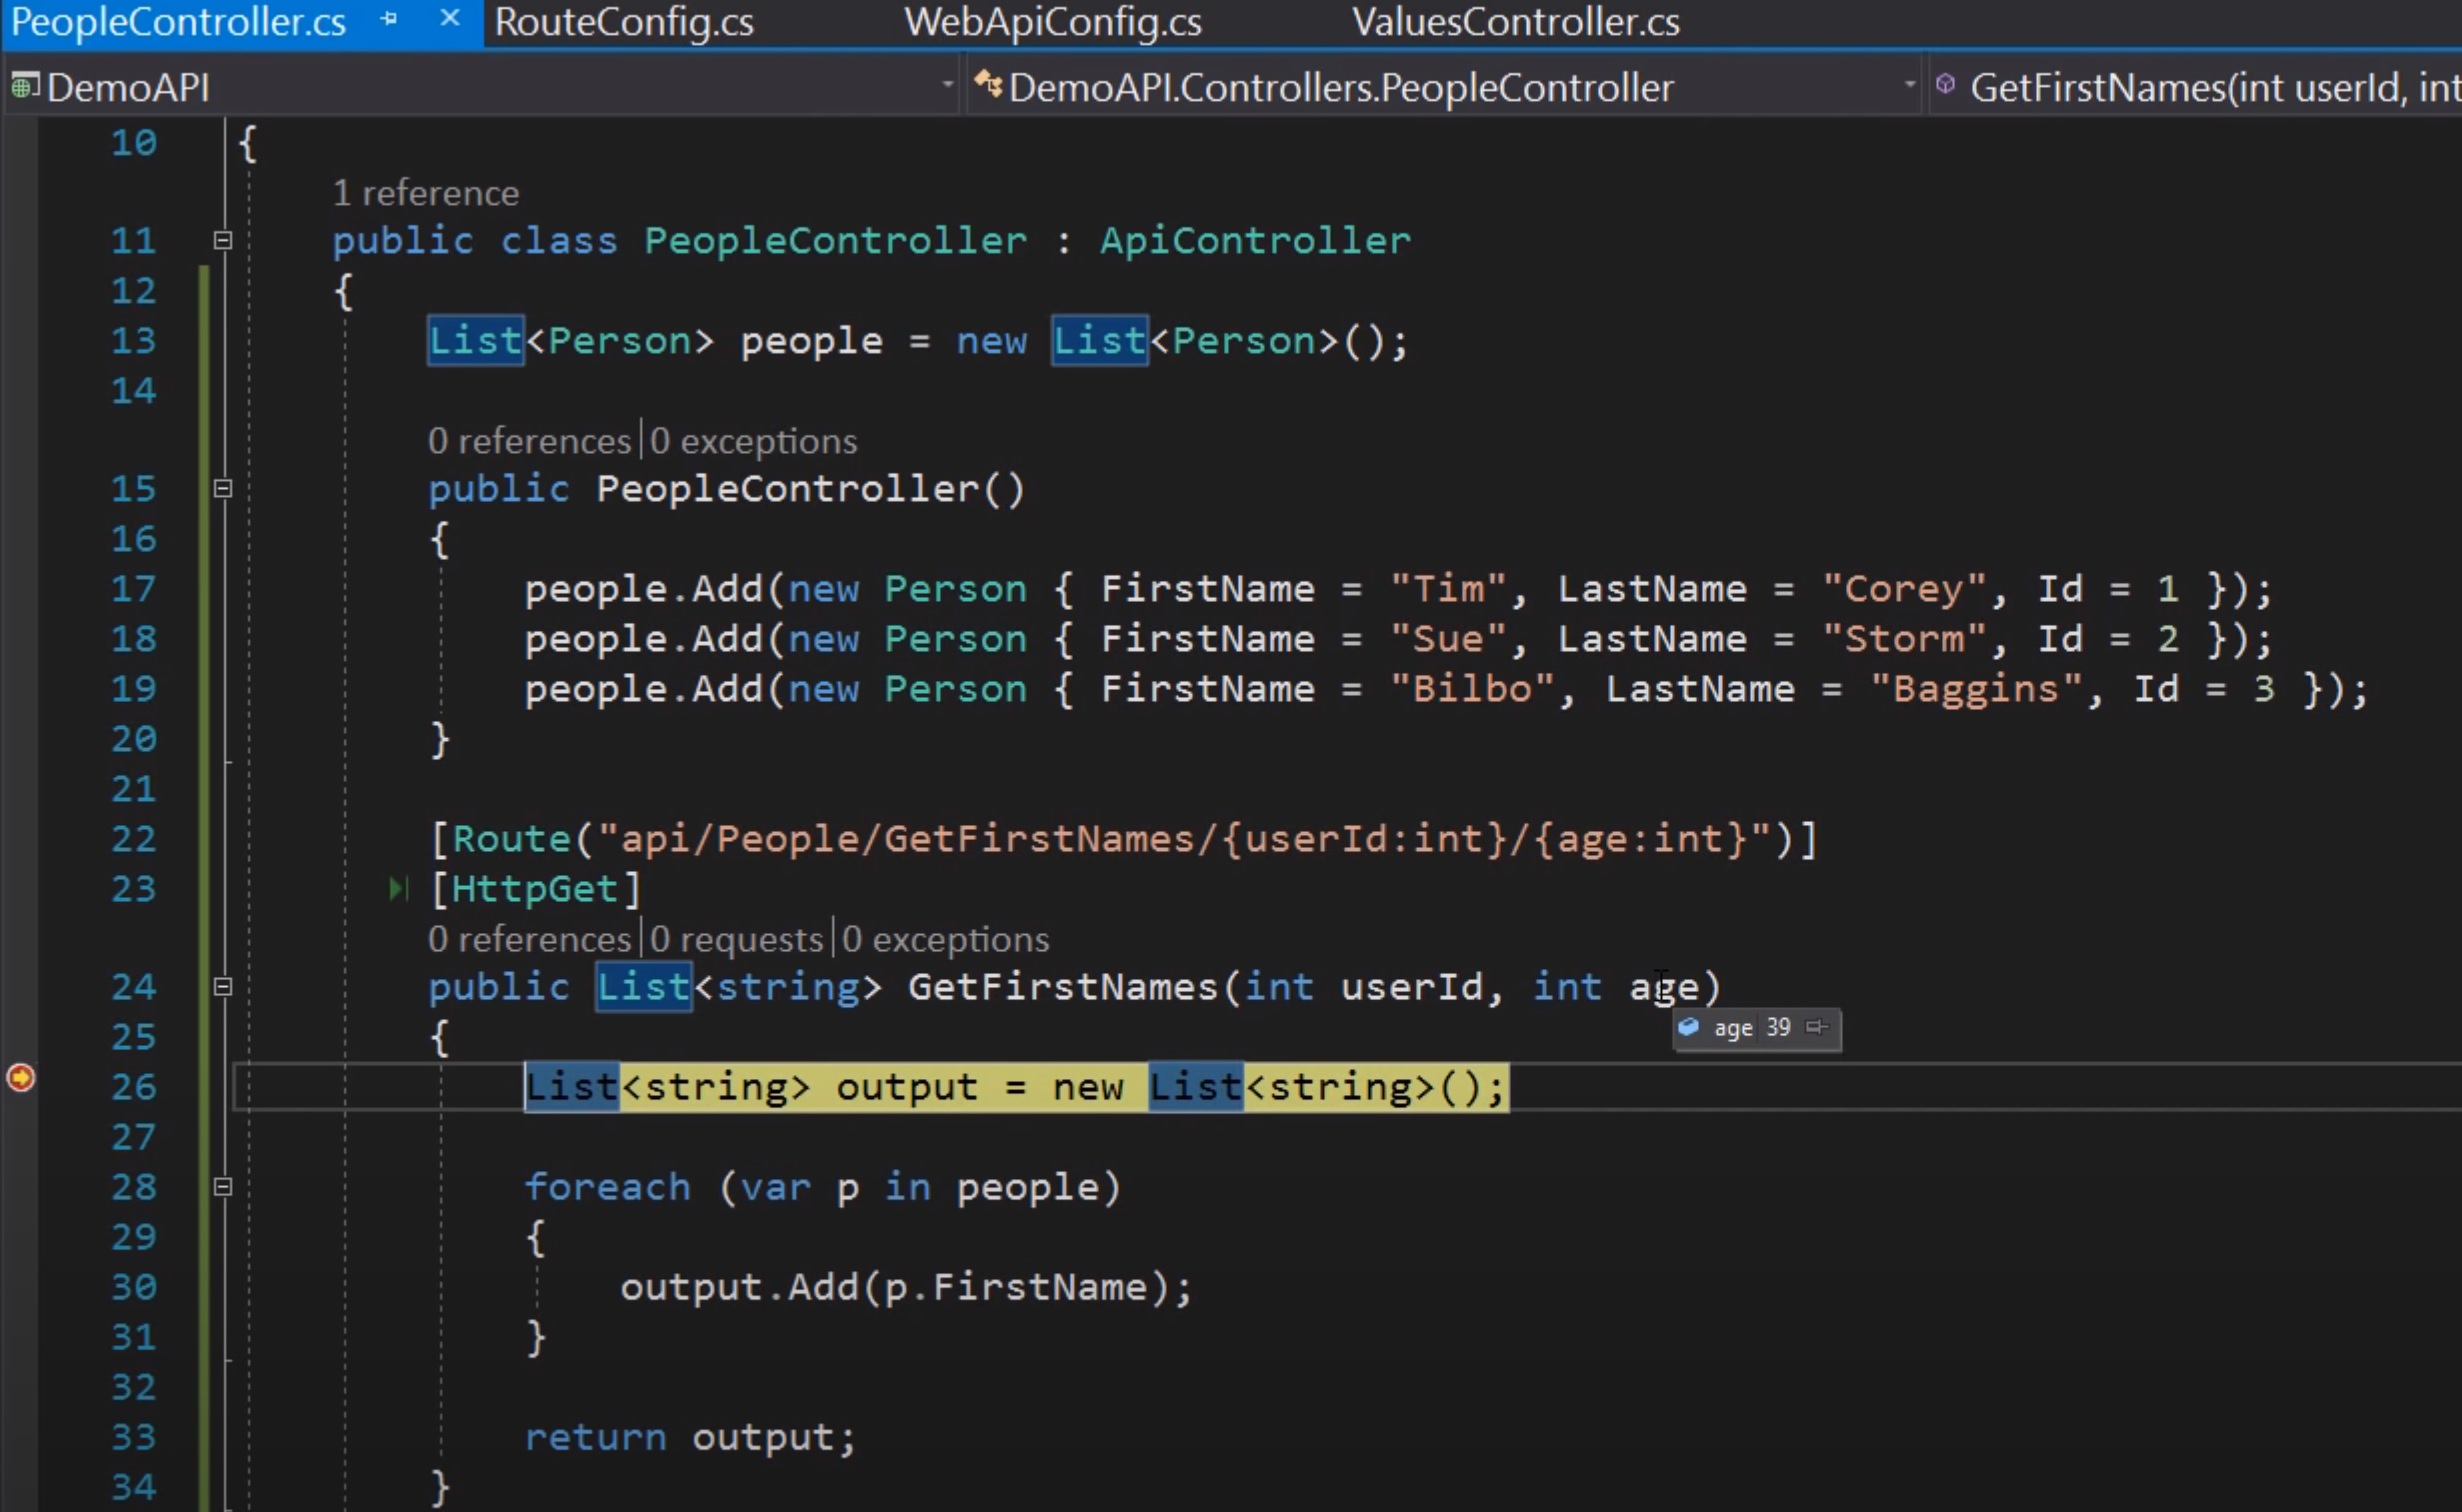 PeopleController.cs RouteConfig.cs WebApiConfig.cs ValuesController.cs
DemoAPI DemoAPI.Controllers.PeopleController GetFirstNames(int userId, int
10 {
1 reference
11 public class PeopleController : ApiController
12 {
13 List<Person> people = new List<Person>();
14
0 references|0 exceptions
15 public PeopleController()
16 {
17 people.Add(new Person { FirstName = "Tim", LastName = "Corey", Id = 1 });
18 people.Add(new Person { FirstName = "Sue", LastName = "Storm", Id = 2 });
19 people.Add(new Person { FirstName = "Bilbo", LastName = "Baggins", Id = 3 });
20 }
21
22 [Route("api/People/GetFirstNames/{userId:int}/{age:int}")]
23 [HttpGet]
0 references|0 requests|0 exceptions
24 public List<string> GetFirstNames(int userId, int age)
25 {
age 39
26 List<string> output = new List<string>();
27
28 foreach (var p in people)
29 {
30 output.Add(p.FirstName);
31 }
32
33 return output;
34 }